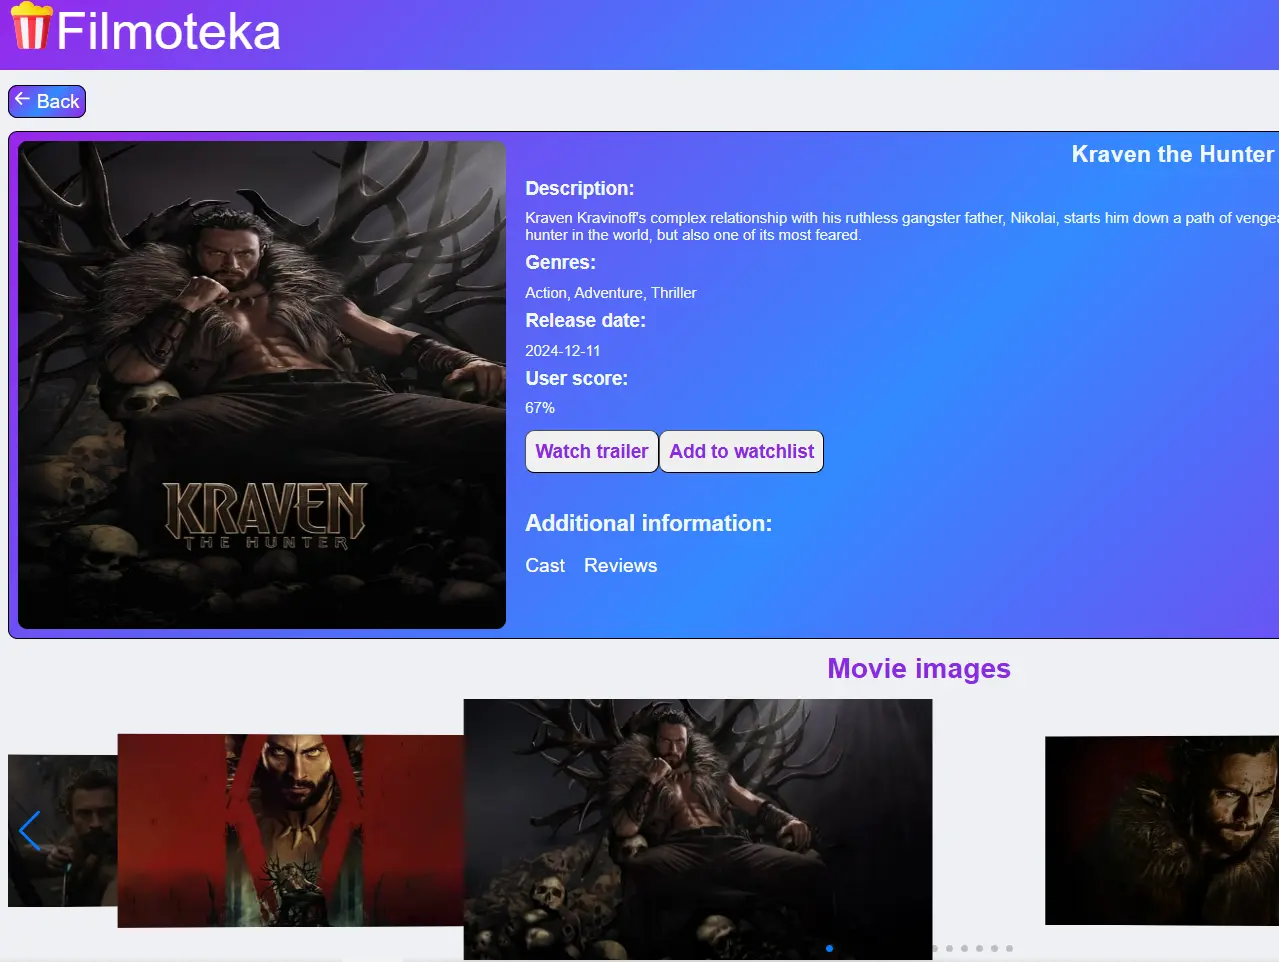 Filmoteka
Back
Kraven the Hunter
Description:
Kraven Kravinoff's complex relationship with his ruthless gangster father, Nikolai, starts him down a path of
hunter in the world, but also one of its most feared.
Genres:
Action, Adventure, Thriller
Release date:
2024-12-11
User score:
67%
Watch trailer
Add to watchlist
Additional information:
Cast Reviews
KRAVEN
THE HUNTER
Movie images